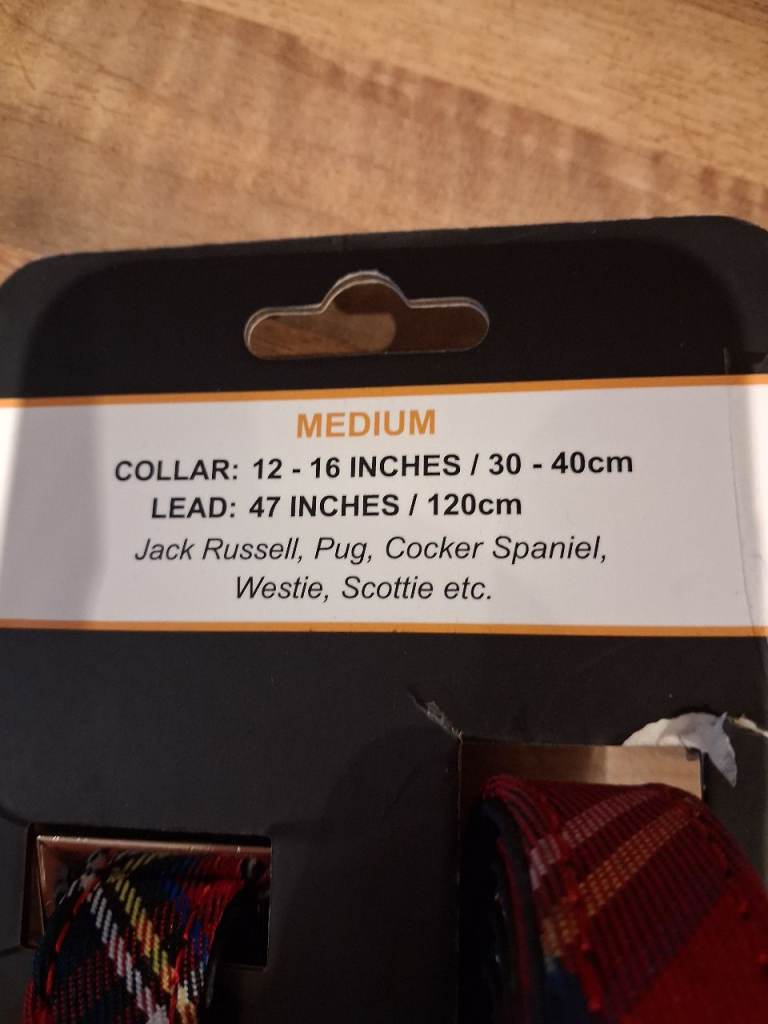 MEDIUM
COLLAR: 12 - 16 INCHES / 30 - 40cm
LEAD: 47 INCHES / 120cm
Jack Russell, Pug, Cocker Spaniel,
Westie, Scottie etc.